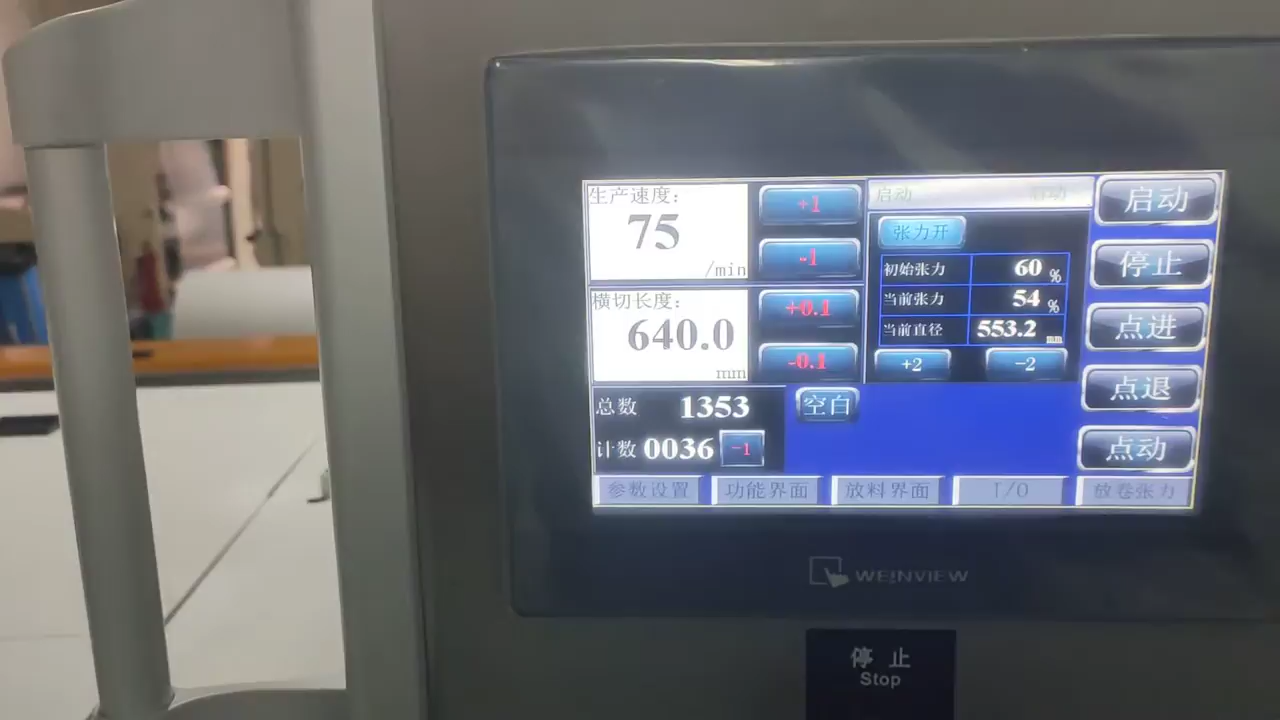 生产速度:
75
/min
+1
-1
横切长度:
640.0
mm
+0.1
-0.1
启动
启动
张力开
初始张力 60 %
当前张力 54 %
当前直径 553.2 mm
+2 -2
总数 1353
计数 0036 -1
空白
启动
停止
点进
点退
点动
参数设置 功能界面 放料界面 I/O 放卷张力
WEINVIEW
停止
Stop